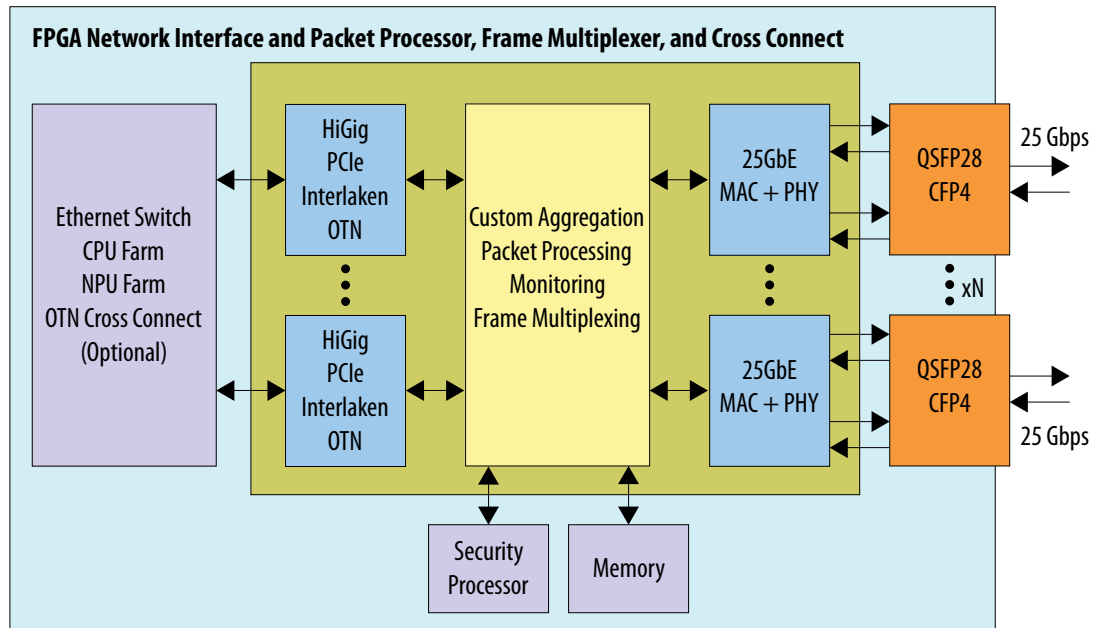 FPGA Network Interface and Packet Processor, Frame Multiplexer, and Cross Connect
Ethernet Switch
CPU Farm
NPU Farm
OTN Cross Connect
(Optional)
HiGig
PCIe
Interlaken
OTN
HiGig
PCIe
Interlaken
OTN
Custom Aggregation
Packet Processing
Monitoring
Frame Multiplexing
25GbE
MAC + PHY
25GbE
MAC + PHY
QSFP28
CFP4
xN
QSFP28
CFP4
25 Gbps
25 Gbps
Security
Processor
Memory